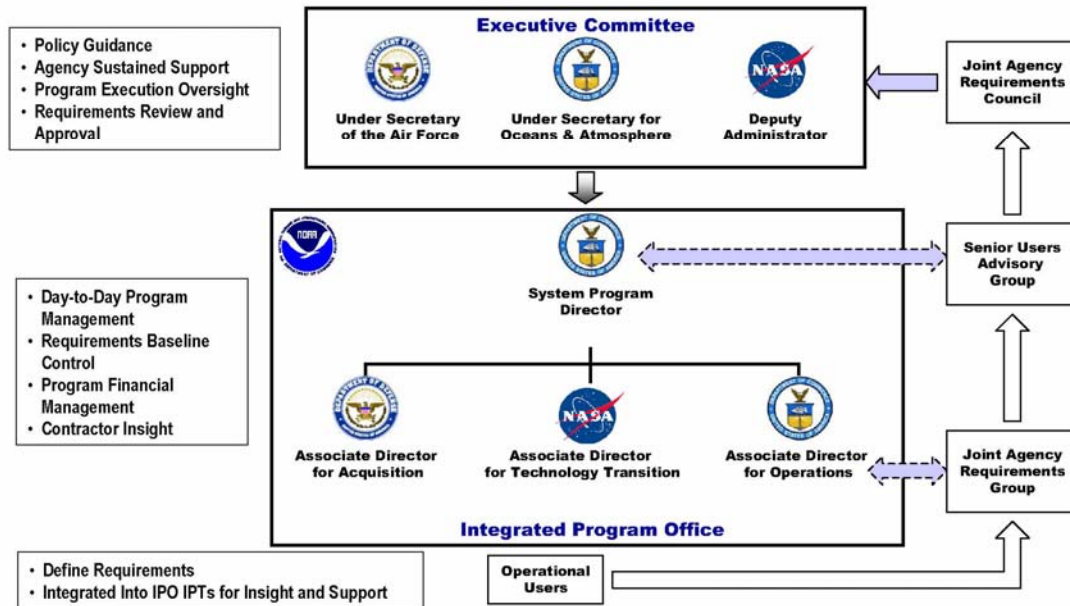 Executive Committee
• Policy Guidance
• Agency Sustained Support
• Program Execution Oversight
• Requirements Review and
Approval
NASA
Under Secretary
of the Air Force
Under Secretary for
Oceans & Atmosphere
Deputy
Administrator
Joint Agency
Requirements
Council
NOAA
System Program
Director
Senior Users
Advisory
Group
• Day-to-Day Program
Management
• Requirements Baseline
Control
• Program Financial
Management
• Contractor Insight
NASA
Associate Director
for Acquisition
Associate Director
for Technology Transition
Associate Director
for Operations
Joint Agency
Requirements
Group
Integrated Program Office
• Define Requirements
• Integrated Into IPO IPTs for Insight and Support
Operational
Users